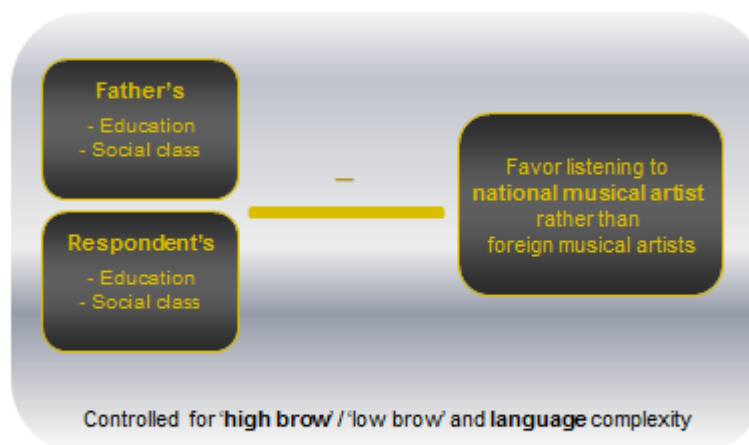 Father's
- Education
- Social class
Respondent's
- Education
- Social class
–
Favor listening to
national musical artist
rather than
foreign musical artists
Controlled for 'high brow' / 'low brow' and language complexity